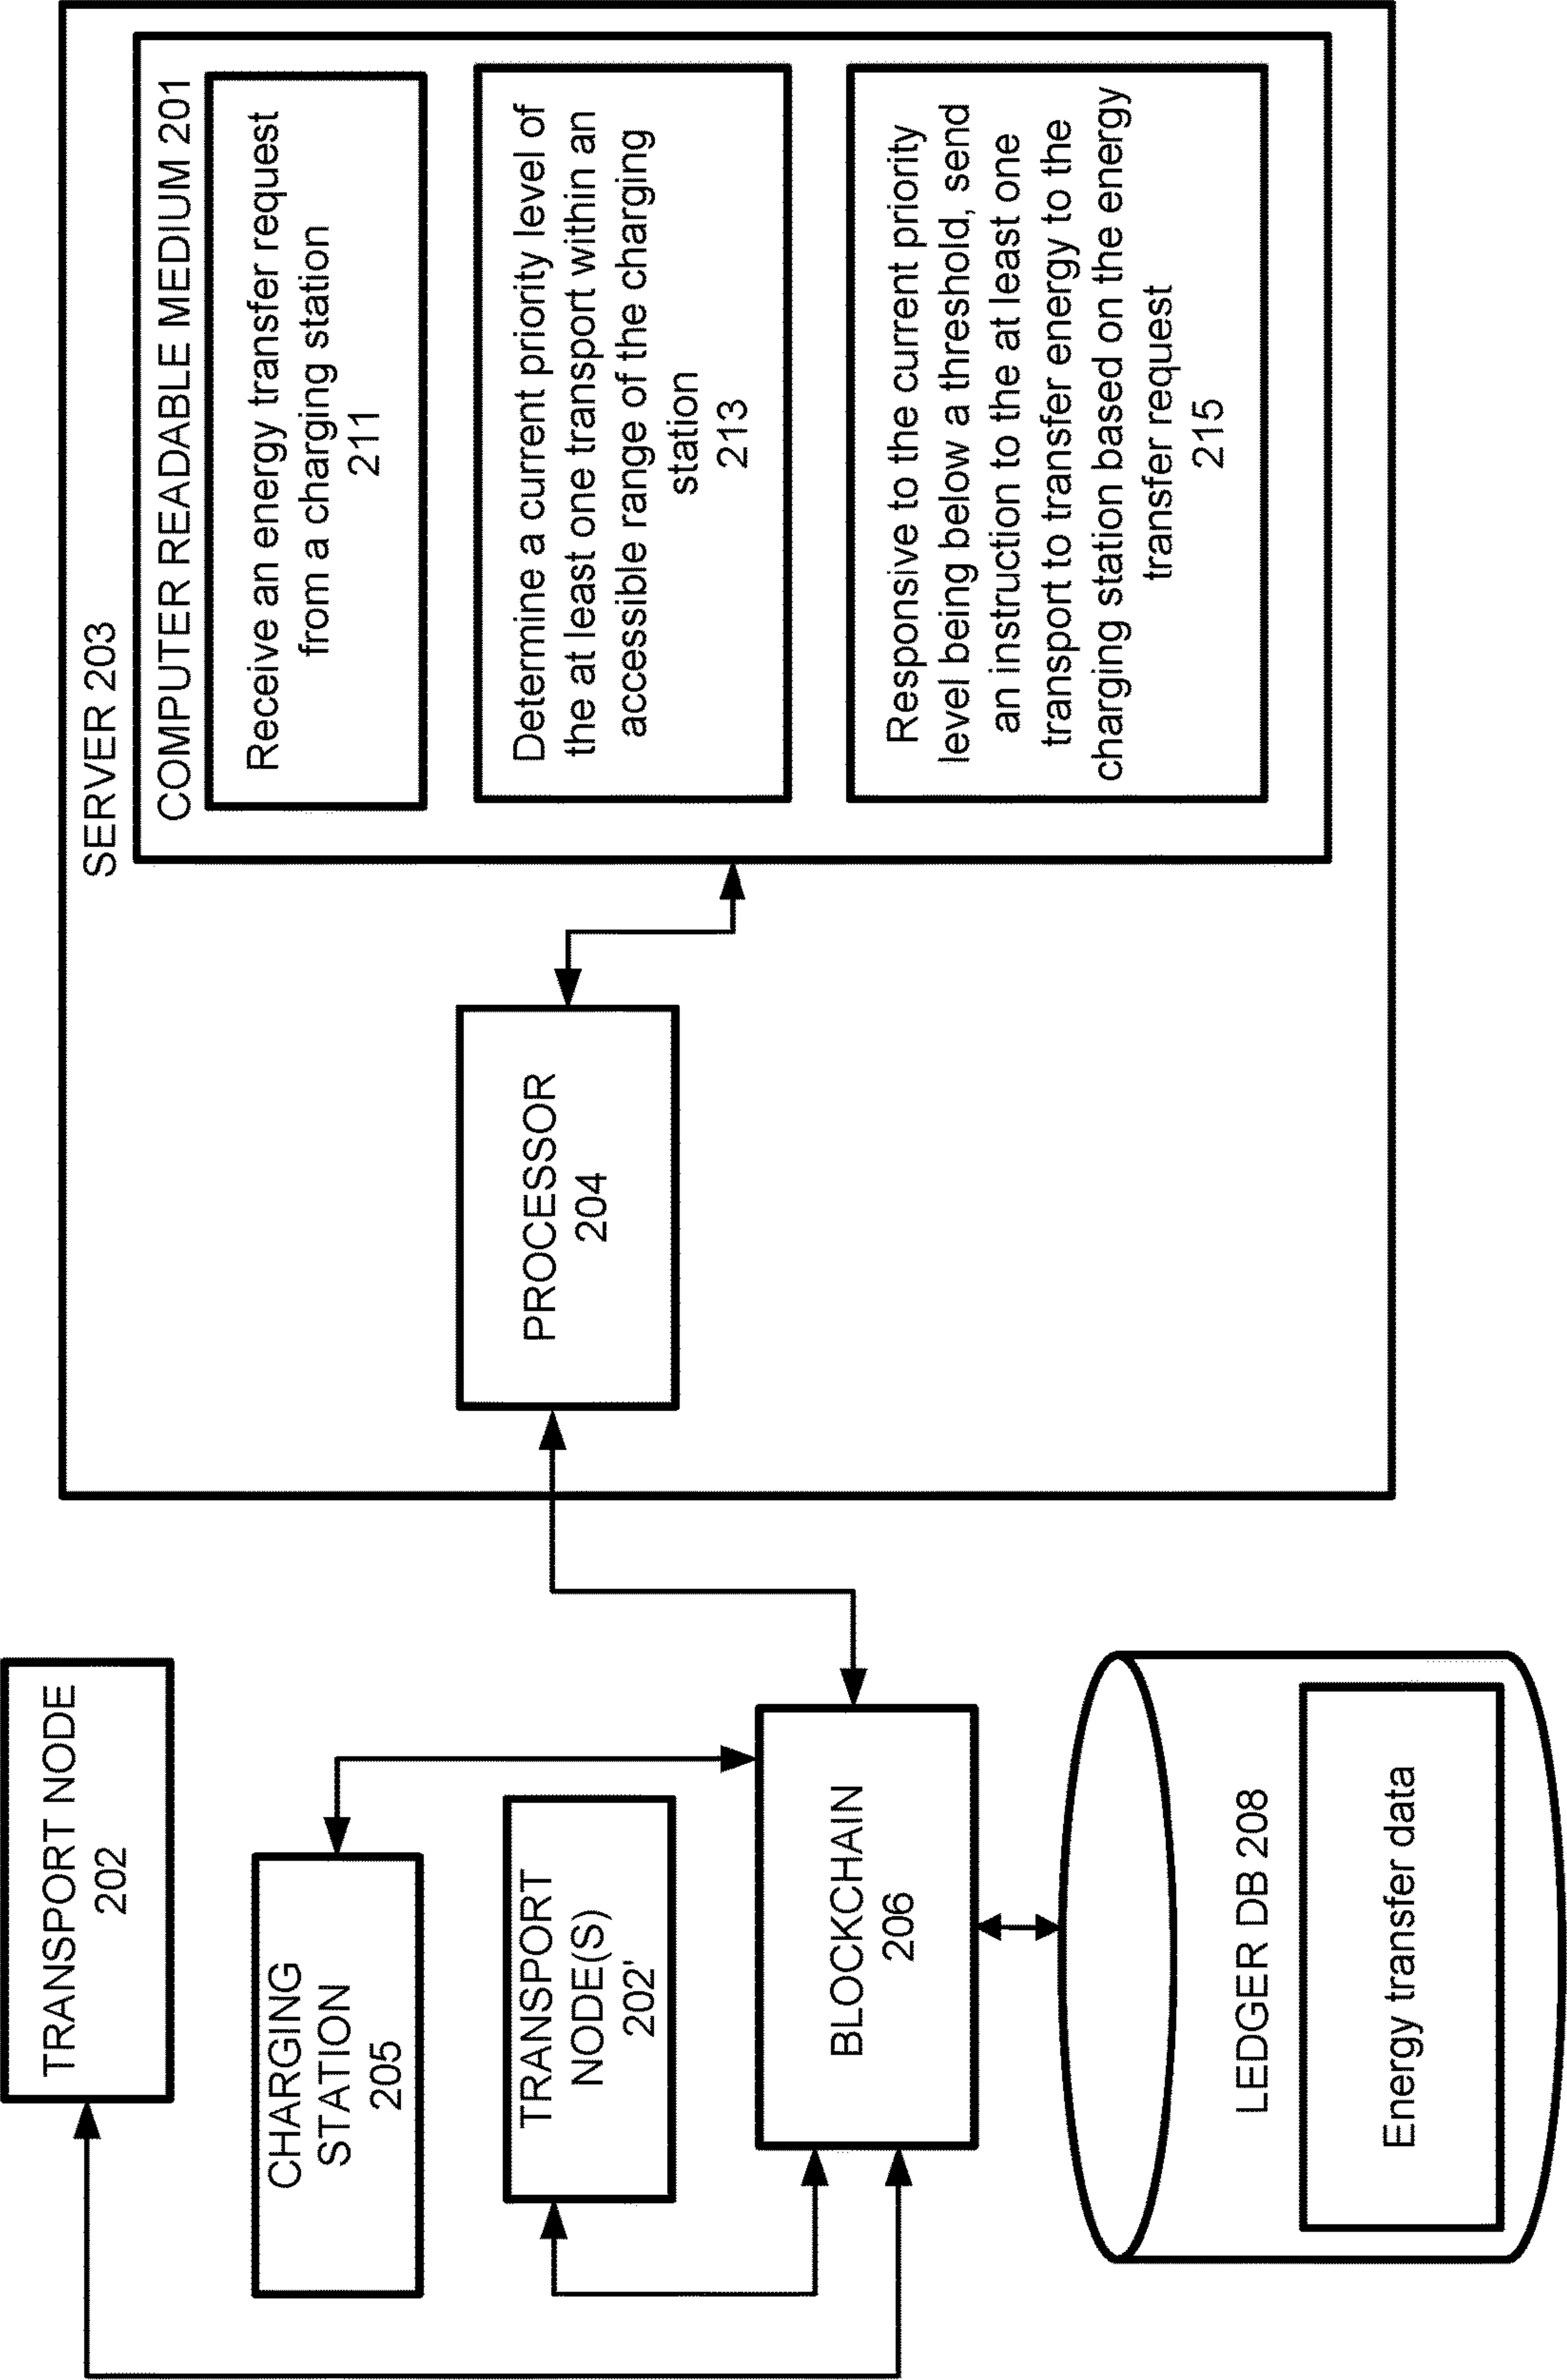 TRANSPORT NODE
202
CHARGING
STATION
205
TRANSPORT
NODE(S)
202'
BLOCKCHAIN
206
LEDGER DB 208
Energy transfer data
SERVER 203
PROCESSOR
204
COMPUTER READABLE MEDIUM 201
Receive an energy transfer request
from a charging station
211
Determine a current priority level of
the at least one transport within an
accessible range of the charging
station
213
Responsive to the current priority
level being below a threshold, send
an instruction to the at least one
transport to transfer energy to the
charging station based on the energy
transfer request
215